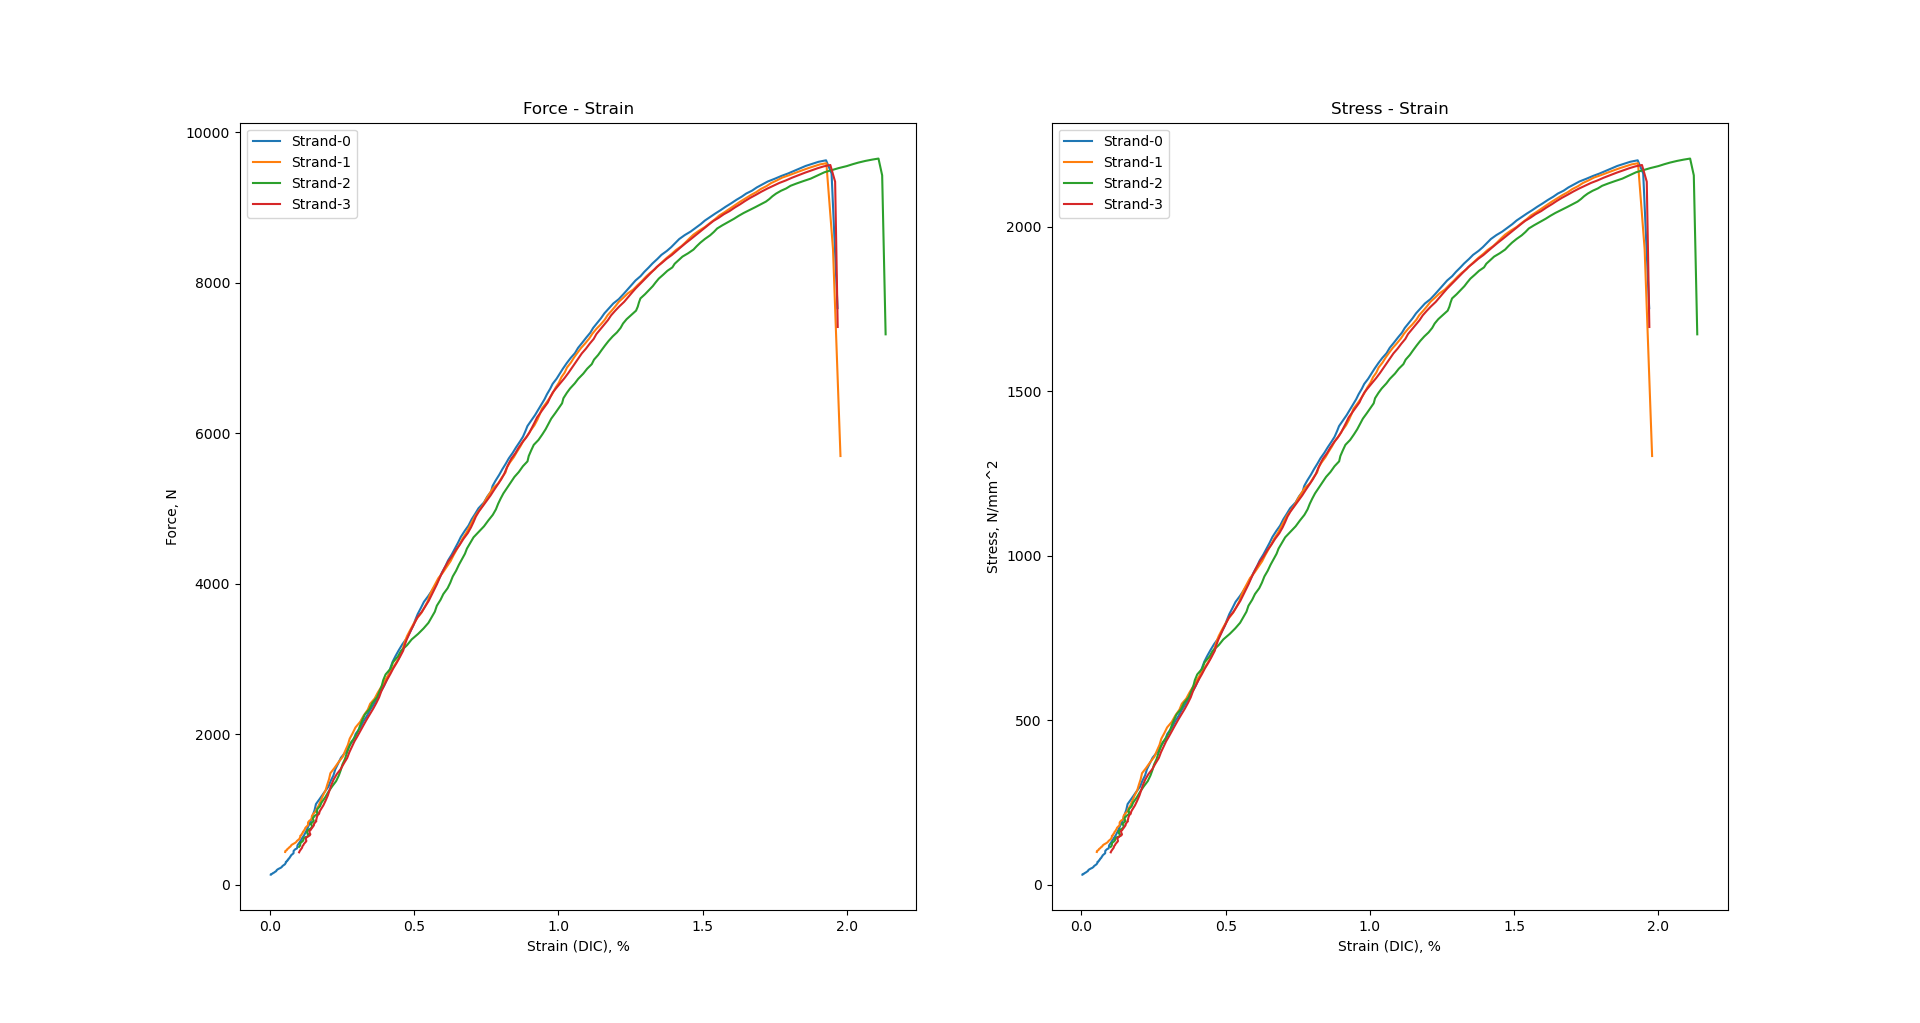 Force - Strain
10000
8000
6000
4000
2000
0
Force, N
Strand-0
Strand-1
Strand-2
Strand-3
0.0 0.5 1.0 1.5 2.0
Strain (DIC), %
Stress - Strain
2000
1500
1000
500
0
Stress, N/mm^2
Strand-0
Strand-1
Strand-2
Strand-3
0.0 0.5 1.0 1.5 2.0
Strain (DIC), %